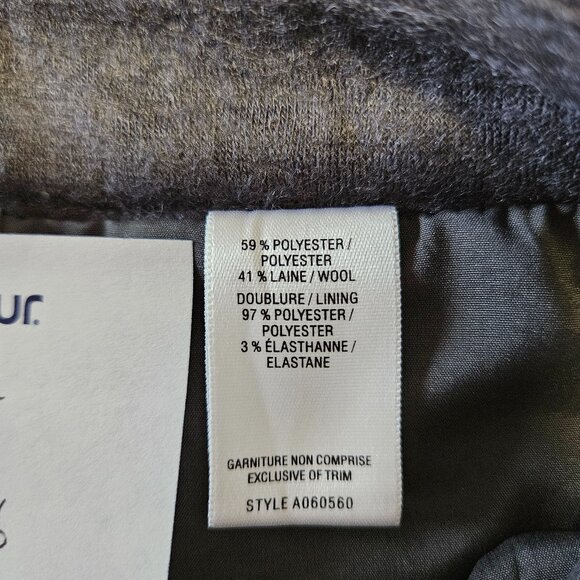 ur.
59 % POLYESTER /
POLYESTER
41 % LAINE / WOOL
DOUBLURE / LINING
97 % POLYESTER /
POLYESTER
3 % ÉLASTHANNE /
ELASTANE
GARNITURE NON COMPRISE
EXCLUSIVE OF TRIM
STYLE A060560